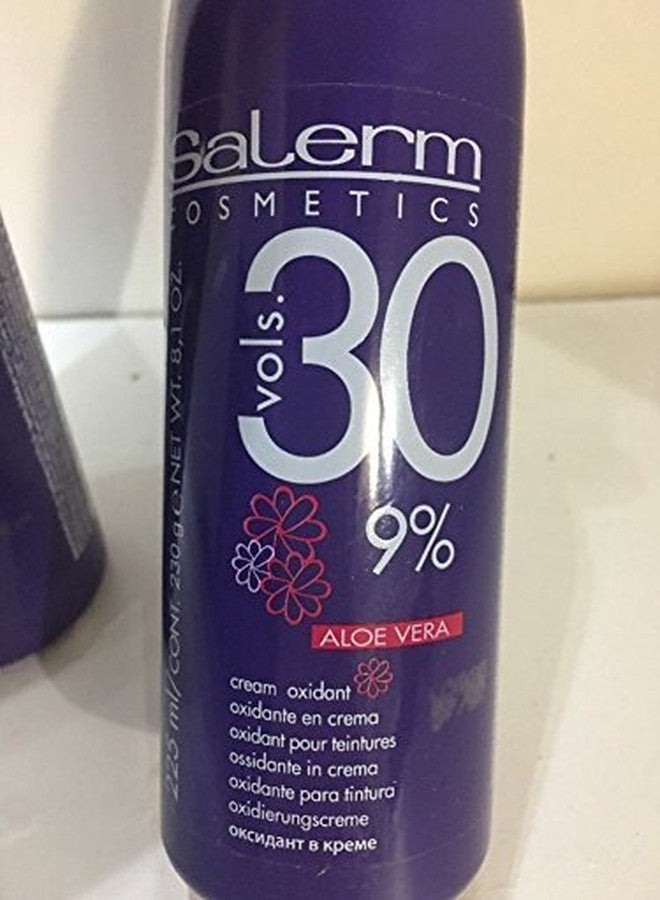 salerm
COSMETICS
vols.
30
9%
ALOE VERA
cream oxidant
oxidante en crema
oxidant pour teintures
ossidante in crema
oxidante para tintura
oxidierungscreme
оксидант в креме
225 ml/CONT. 230 g e NET WT. 8,1 OZ.